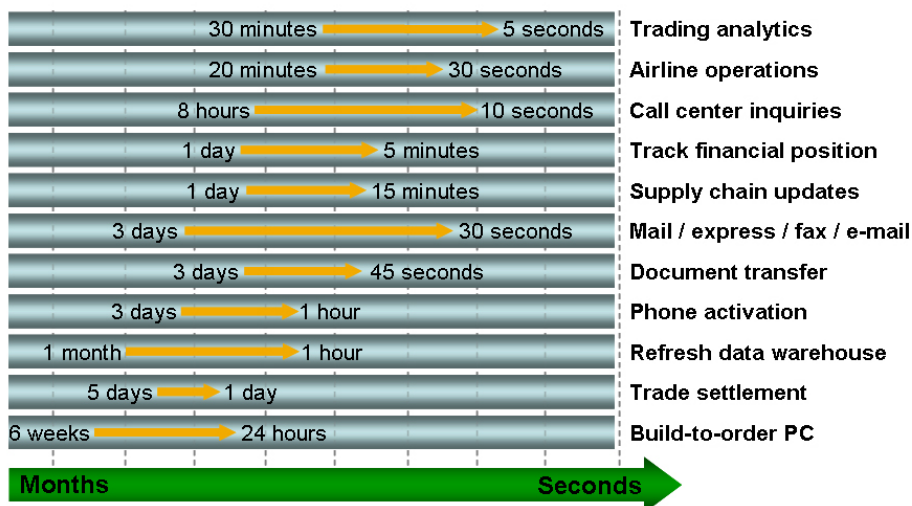 30 minutes 5 seconds Trading analytics
20 minutes 30 seconds Airline operations
8 hours 10 seconds Call center inquiries
1 day 5 minutes Track financial position
1 day 15 minutes Supply chain updates
3 days 30 seconds Mail / express / fax / e-mail
3 days 45 seconds Document transfer
3 days 1 hour Phone activation
1 month 1 hour Refresh data warehouse
5 days 1 day Trade settlement
6 weeks 24 hours Build-to-order PC
Months Seconds